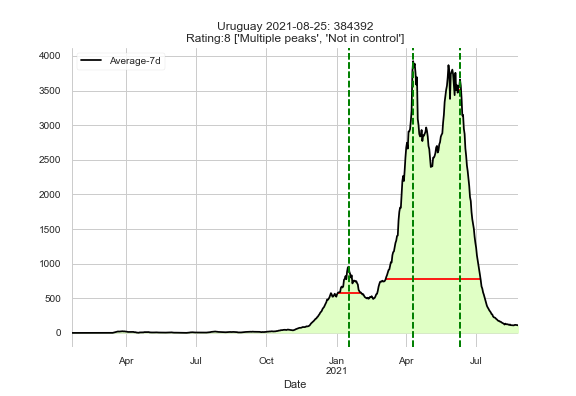 Uruguay 2021-08-25: 384392
Rating:8 ['Multiple peaks', 'Not in control']
Average-7d
4000
3500
3000
2500
2000
1500
1000
500
0
Apr
Jul
Oct
Jan
2021
Apr
Jul
Date